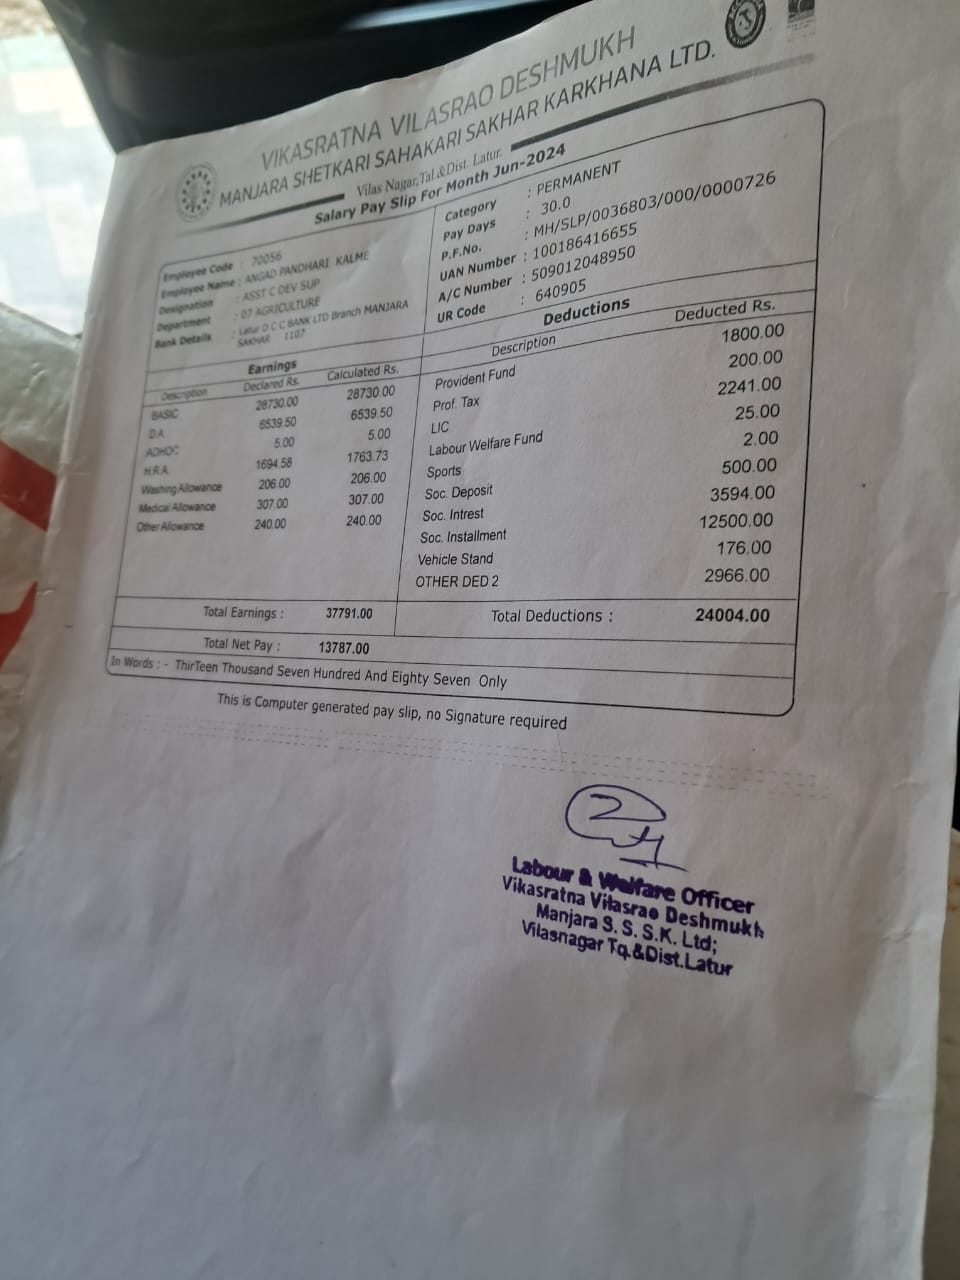 VIKASRATNA VILASRAO DESHMUKH
MANJARA SHETKARI SAHAKARI SAKHAR KARKHANA LTD.
Vilas Nagar,Tal.&Dist. Latur.
Salary Pay Slip For Month Jun-2024
Employee Code : 70056
Employee Name : ANGAD PANDHARI KALME
Designation : ASST C DEV SUP
Department : 07 AGRICULTURE
Bank Details : Latur D C C BANK LTD Branch MANJARA
SAKHAR 1107
Category : PERMANENT
Pay Days : 30.0
P.F.No. : MH/SLP/0036803/000/0000726
UAN Number : 100186416655
A/C Number : 509012048950
UR Code : 640905
Earnings
Description Declared Rs. Calculated Rs.
BASIC 28730.00 28730.00
D.A. 6539.50 6539.50
ADHOC 5.00 5.00
H.R.A. 1694.58 1763.73
Washing Allowance 206.00 206.00
Medical Allowance 307.00 307.00
Other Allowance 240.00 240.00
Deductions
Description Deducted Rs.
Provident Fund 1800.00
Prof. Tax 200.00
LIC 2241.00
Labour Welfare Fund 25.00
Sports 2.00
Soc. Deposit 500.00
Soc. Intrest 3594.00
Soc. Installment 12500.00
Vehicle Stand 176.00
OTHER DED 2 2966.00
Total Earnings : 37791.00 Total Deductions : 24004.00
Total Net Pay : 13787.00
In Words : - ThirTeen Thousand Seven Hundred And Eighty Seven Only
This is Computer generated pay slip, no Signature required
Labour & Welfare Officer
Vikasratna Vilasrao Deshmukh
Manjara S. S. S.K. Ltd;
Vilasnagar Tq.&Dist.Latur